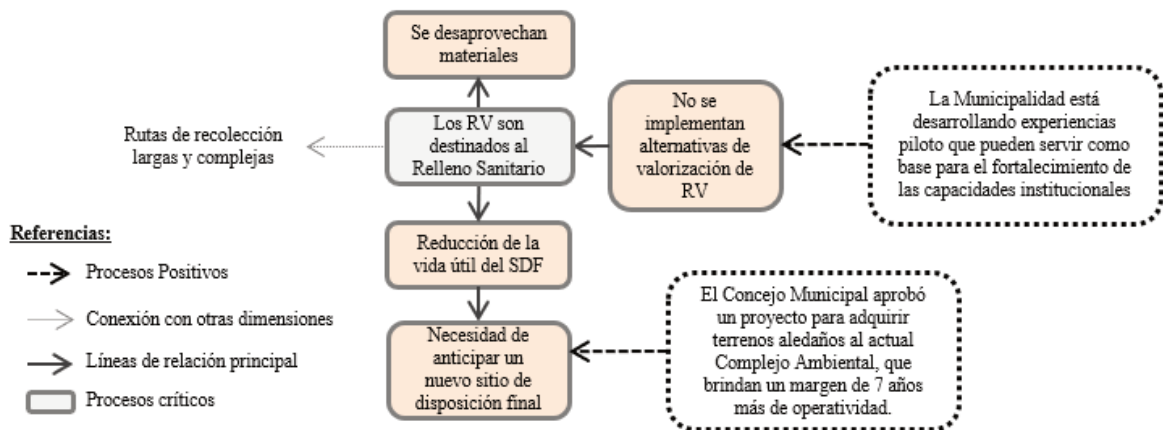 Se desaprovechan
materiales
Rutas de recolección
largas y complejas
Los RV son
destinados al
Relleno Sanitario
No se
implementan
alternativas de
valorización de
RV
La Municipalidad está
desarrollando experiencias
piloto que pueden servir como
base para el fortalecimiento de
las capacidades institucionales
Reducción de la
vida útil del SDF
Necesidad de
anticipar un
nuevo sitio de
disposición final
El Concejo Municipal aprobó
un proyecto para adquirir
terrenos aledaños al actual
Complejo Ambiental, que
brindan un margen de 7 años
más de operatividad.
Referencias:
Procesos Positivos
Conexión con otras dimensiones
Líneas de relación principal
Procesos críticos